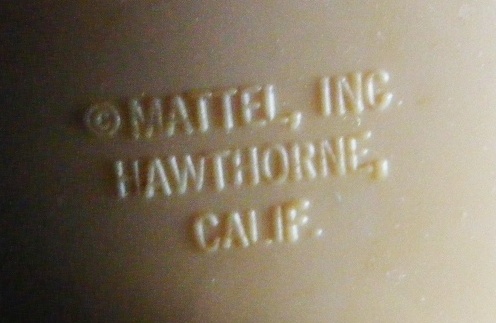 © MATTEL, INC.
HAWTHORNE,
CALIF.